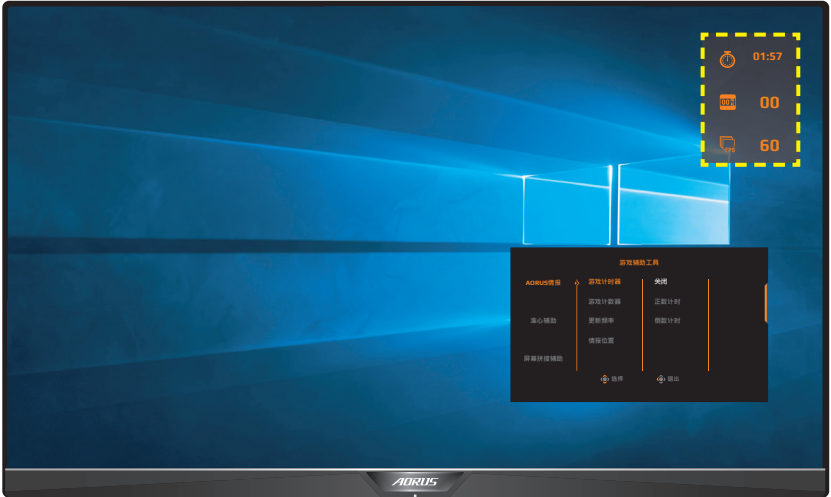 01:57
00
60
FPS
游戏辅助工具
AORUS情报 游戏计时器 关闭
游戏计数器 正数计时
准心辅助 更新频率 倒数计时
情报位置
屏幕拼接辅助
选择 退出
AORUS